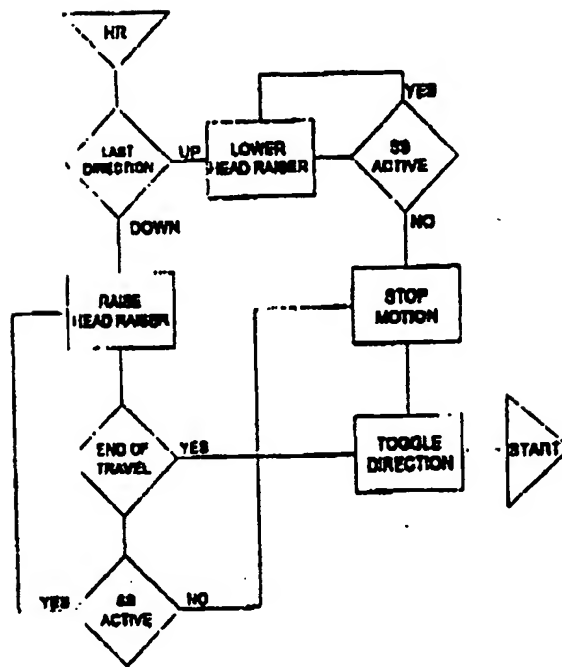 HR
LAST
DIRECTION
UP
LOWER
HEAD RAISER
YES
SS
ACTIVE
DOWN
NO
RAISE
HEAD RAISER
STOP
MOTION
END OF
TRAVEL
YES
TOGGLE
DIRECTION
START
YES
SS
ACTIVE
NO